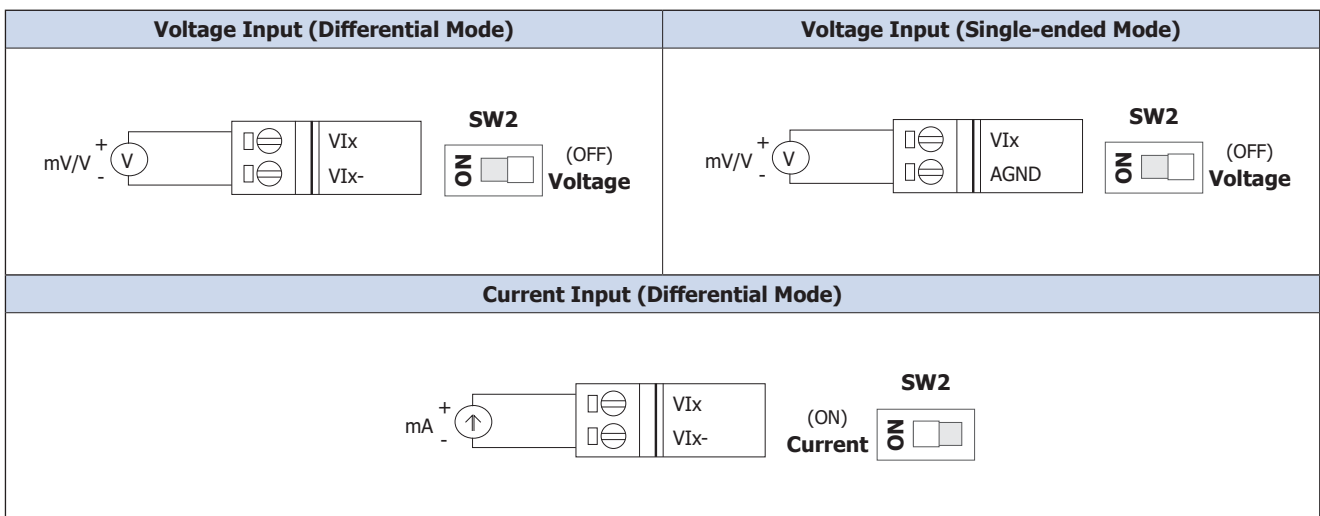 Voltage Input (Differential Mode)
Voltage Input (Single-ended Mode)
mV/V
+
-
V
VIx
VIx-
SW2
ON
(OFF)
Voltage
mV/V
+
-
V
VIx
AGND
SW2
ON
(OFF)
Voltage
Current Input (Differential Mode)
mA
+
-
VIx
VIx-
SW2
(ON)
Current
ON